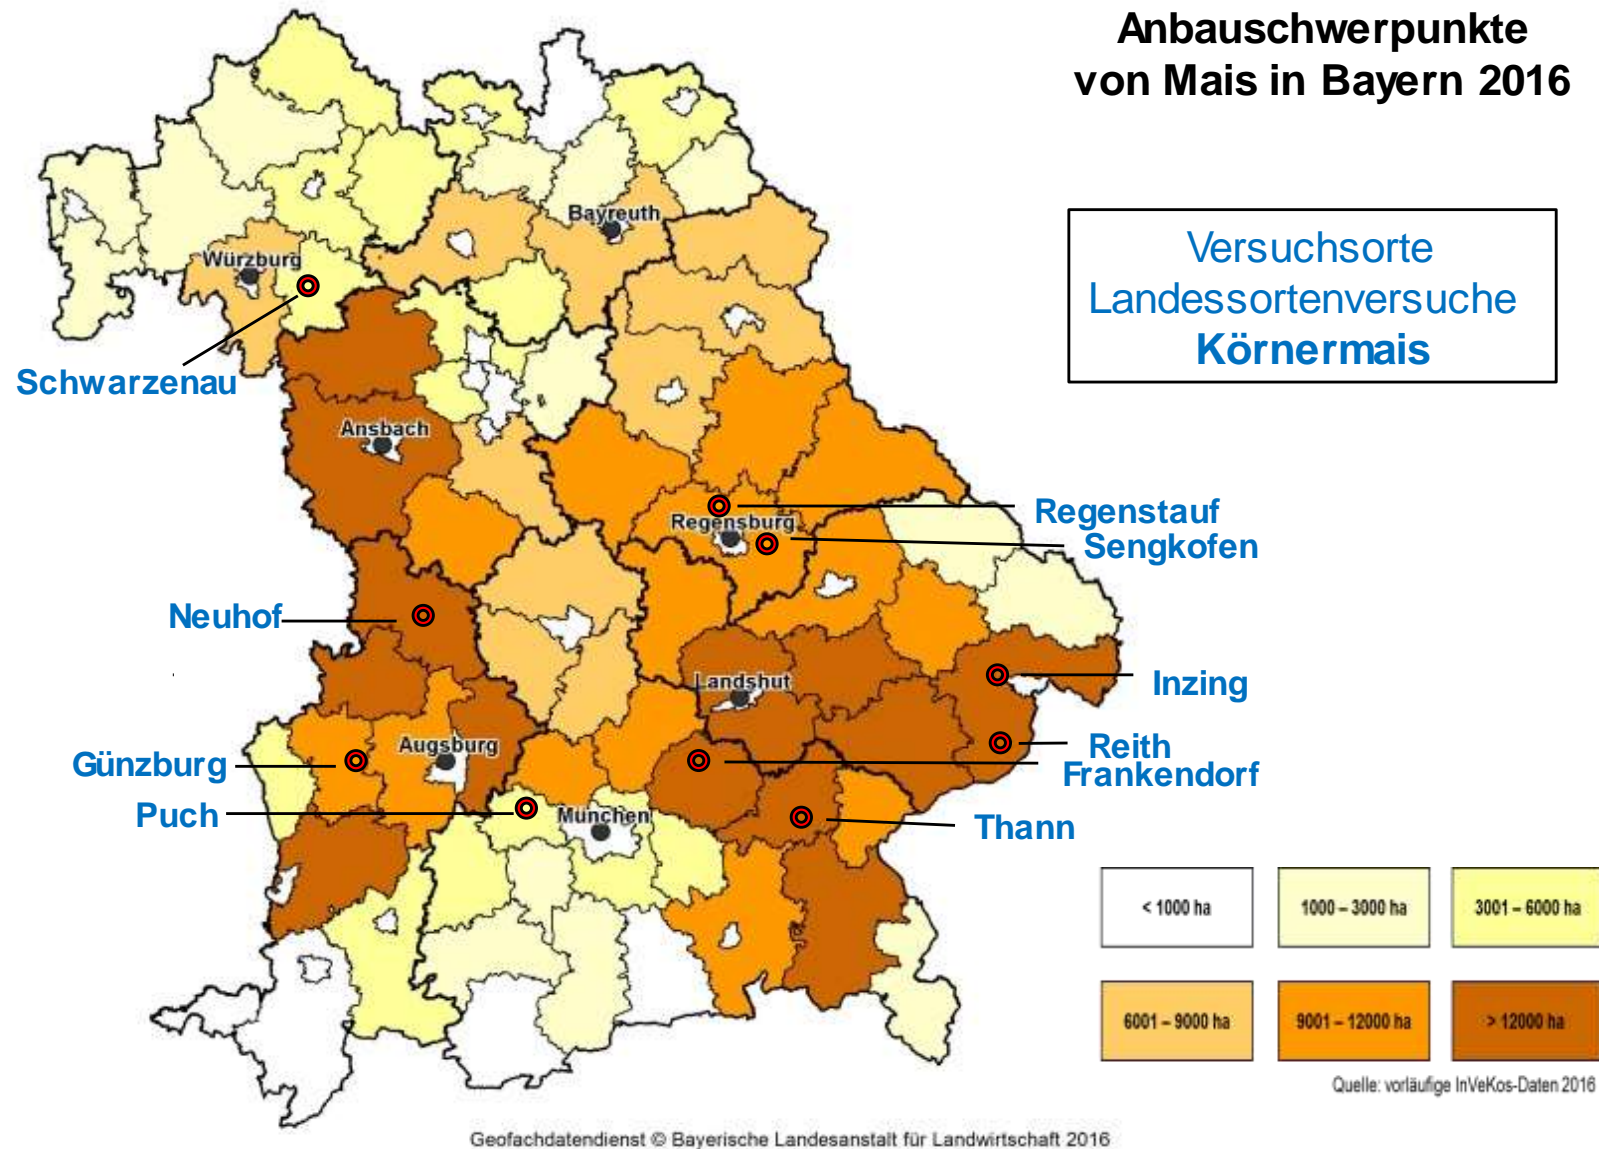 Anbauschwerpunkte
von Mais in Bayern 2016
Versuchsorte
Landessortenversuche
Körnermais
Bayreuth
Würzburg
Schwarzenau
Ansbach
Regenstauf
Regensburg
Sengkofen
Neuhof
Landshut
Inzing
Augsburg
Reith
Günzburg
Frankendorf
Puch
München
Thann
< 1000 ha
1000 – 3000 ha
3001 – 6000 ha
6001 – 9000 ha
9001 – 12000 ha
> 12000 ha
Quelle: vorläufige InVeKos-Daten 2016
Geofachdatendienst © Bayerische Landesanstalt für Landwirtschaft 2016